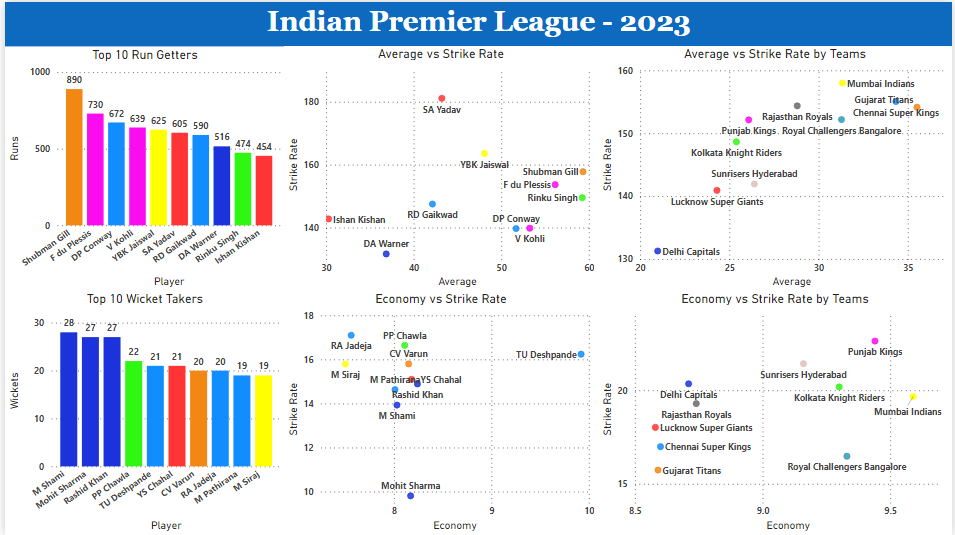 Indian Premier League - 2023
Top 10 Run Getters
Runs
1000
500
0
890
730
672
639
625
605
590
516
474
454
Shubman Gill
F du Plessis
DP Conway
V Kohli
YBK Jaiswal
SA Yadav
RD Gaikwad
DA Warner
Rinku Singh
Ishan Kishan
Player
Average vs Strike Rate
Strike Rate
180
160
140
SA Yadav
YBK Jaiswal
Shubman Gill
F du Plessis
Rinku Singh
RD Gaikwad
Ishan Kishan
DP Conway
V Kohli
DA Warner
30
40
50
60
Average
Average vs Strike Rate by Teams
Strike Rate
160
150
140
130
Mumbai Indians
Gujarat Titans
Chennai Super Kings
Rajasthan Royals
Punjab Kings
Royal Challengers Bangalore
Kolkata Knight Riders
Sunrisers Hyderabad
Lucknow Super Giants
Delhi Capitals
20
25
30
35
Average
Top 10 Wicket Takers
Wickets
30
20
10
0
28
27
27
22
21
21
20
20
19
19
M Shami
Mohit Sharma
Rashid Khan
PP Chawla
TU Deshpande
YS Chahal
CV Varun
RA Jadeja
M Pathirana
M Siraj
Player
Economy vs Strike Rate
Strike Rate
18
16
14
12
10
RA Jadeja
PP Chawla
CV Varun
TU Deshpande
M Siraj
M Pathirana
YS Chahal
Rashid Khan
M Shami
Mohit Sharma
8
9
10
Economy
Economy vs Strike Rate by Teams
Strike Rate
20
15
Punjab Kings
Sunrisers Hyderabad
Delhi Capitals
Kolkata Knight Riders
Rajasthan Royals
Mumbai Indians
Lucknow Super Giants
Chennai Super Kings
Royal Challengers Bangalore
Gujarat Titans
8.5
9.0
9.5
Economy